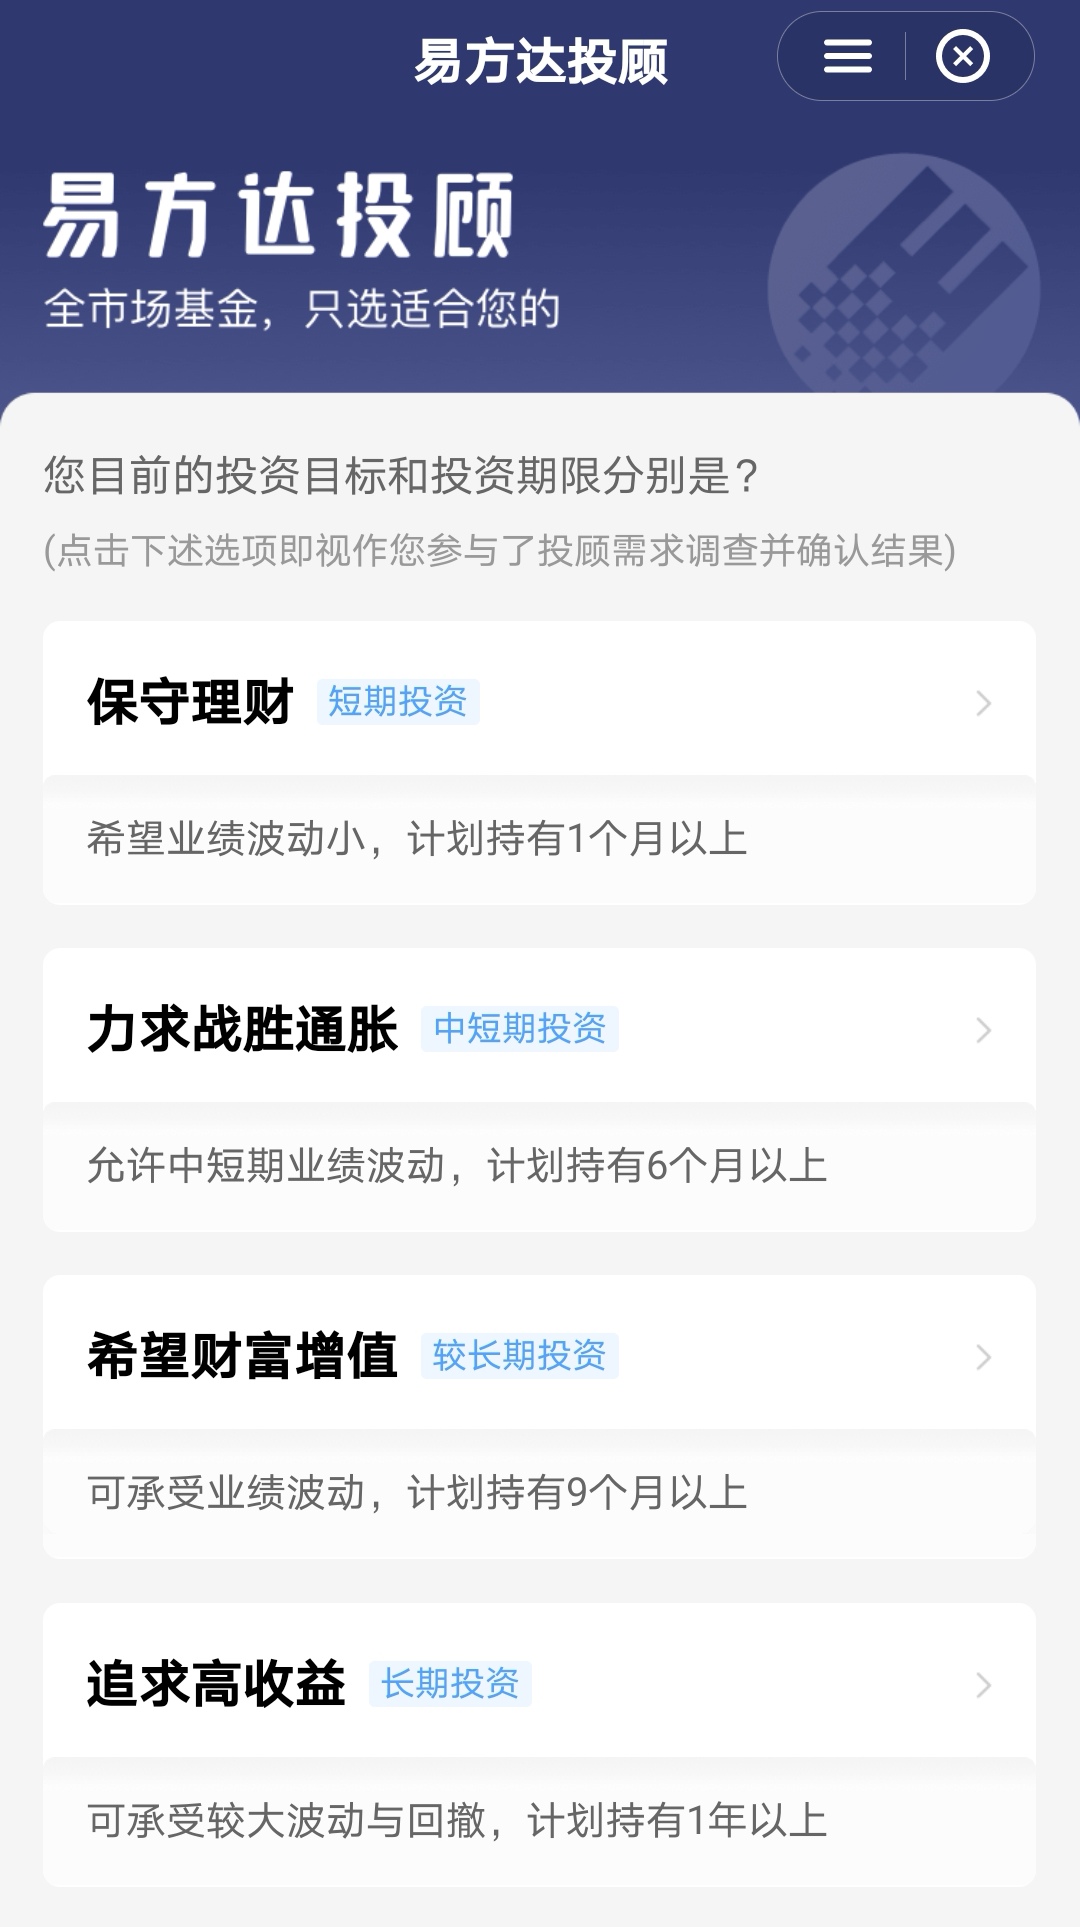 易方达投顾
易方达投顾
全市场基金，只选适合您的
您目前的投资目标和投资期限分别是？
(点击下述选项即视作您参与了投顾需求调查并确认结果)
保守理财 短期投资
希望业绩波动小，计划持有1个月以上
力求战胜通胀 中短期投资
允许中短期业绩波动，计划持有6个月以上
希望财富增值 较长期投资
可承受业绩波动，计划持有9个月以上
追求高收益 长期投资
可承受较大波动与回撤，计划持有1年以上